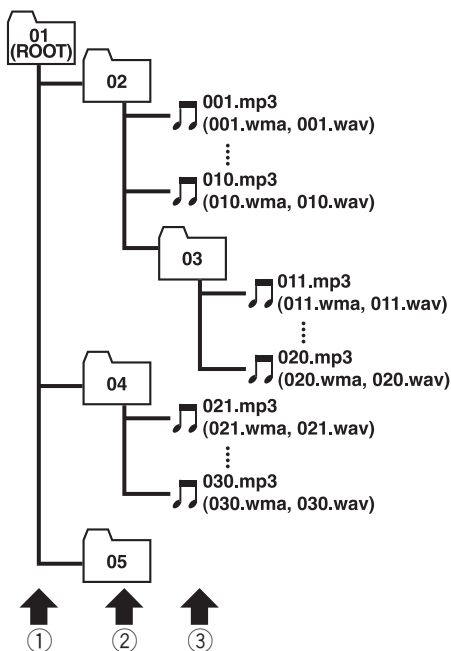 01
(ROOT)
02
001.mp3
(001.wma, 001.wav)
010.mp3
(010.wma, 010.wav)
03
011.mp3
(011.wma, 011.wav)
020.mp3
(020.wma, 020.wav)
04
021.mp3
(021.wma, 021.wav)
030.mp3
(030.wma, 030.wav)
05
① ② ③